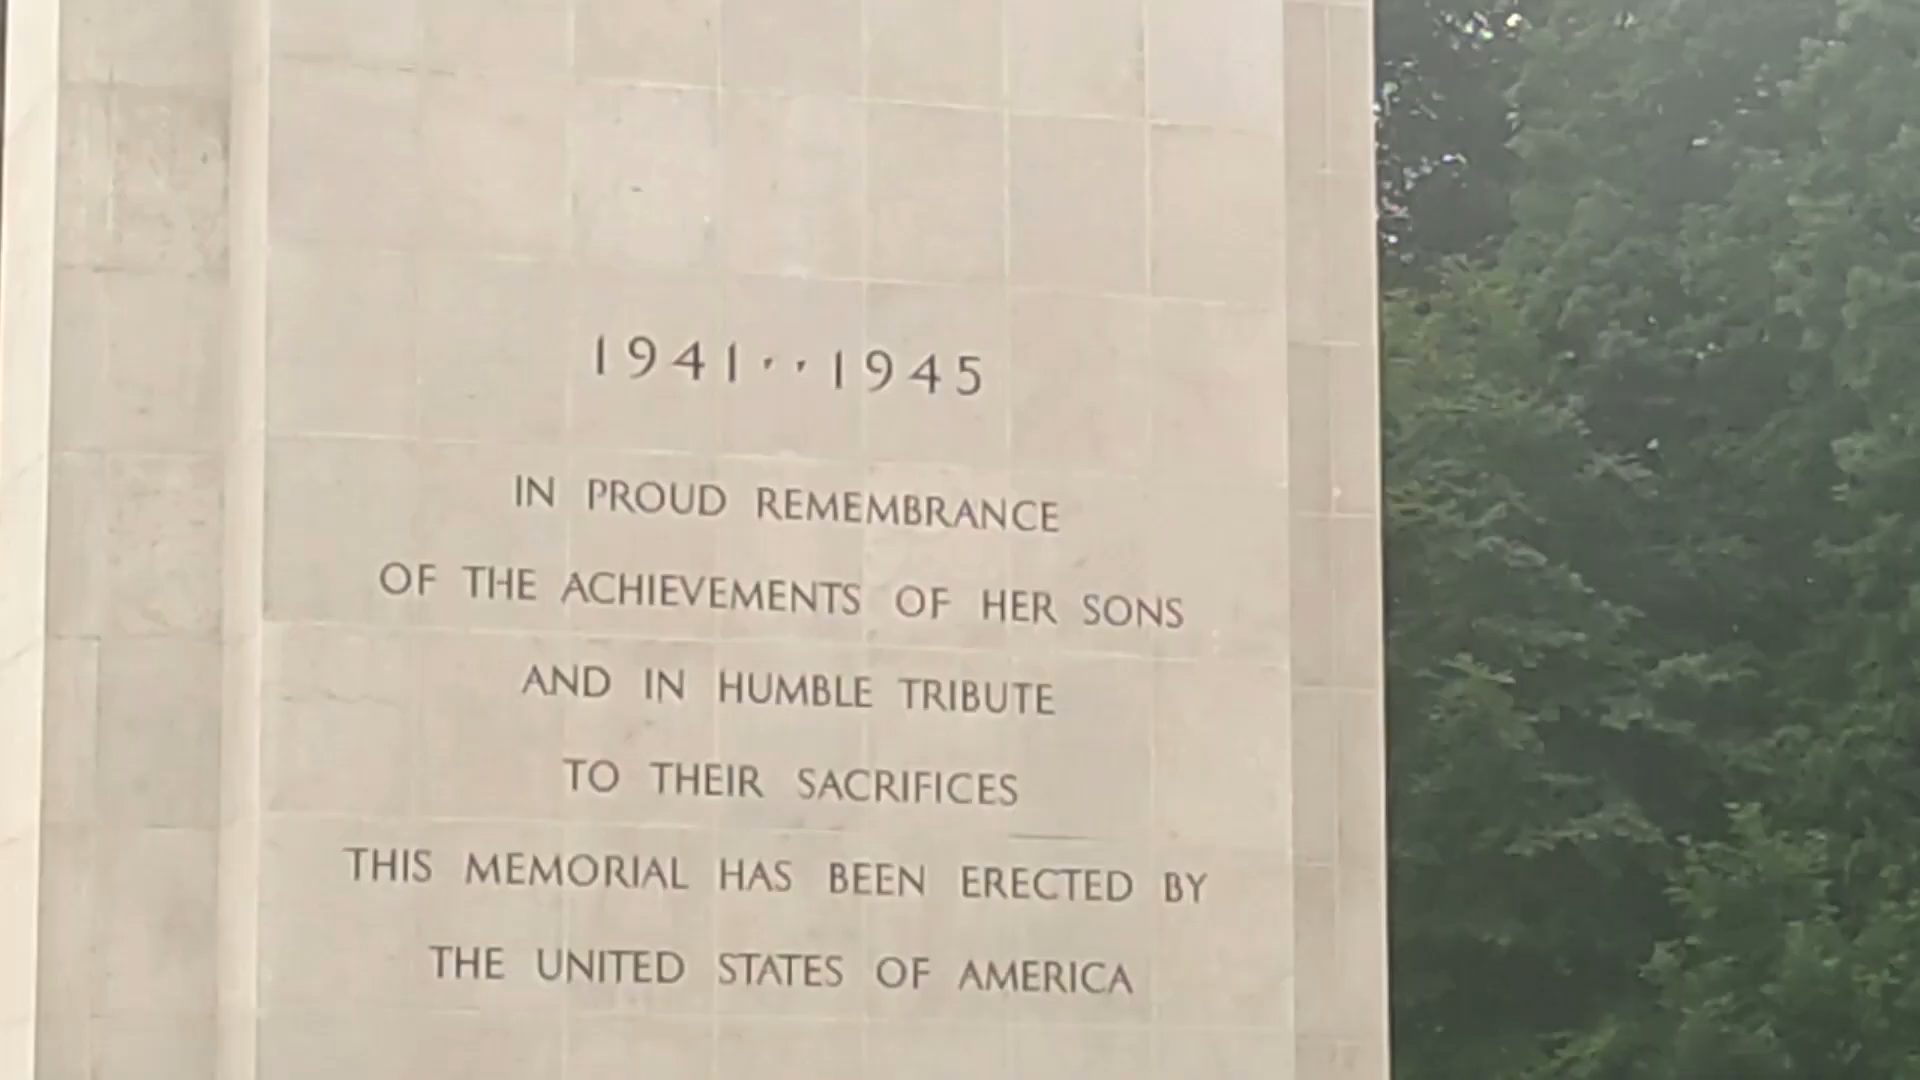 1941··1945
IN PROUD REMEMBRANCE
OF THE ACHIEVEMENTS OF HER SONS
AND IN HUMBLE TRIBUTE
TO THEIR SACRIFICES
THIS MEMORIAL HAS BEEN ERECTED BY
THE UNITED STATES OF AMERICA